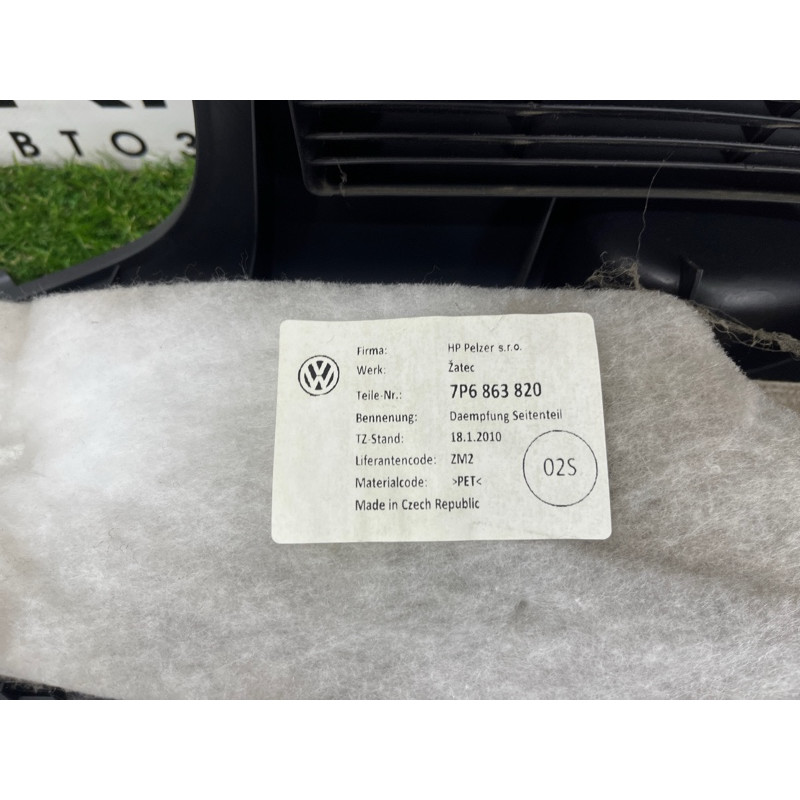 ВТОЗ
Firma: HP Pelzer s.r.o.
Werk: Žatec
Teile-Nr.: 7P6 863 820
Bennenung: Daempfung Seitenteil
TZ-Stand: 18.1.2010
Liferantencode: ZM2
Materialcode: >PET<
Made in Czech Republic
02S